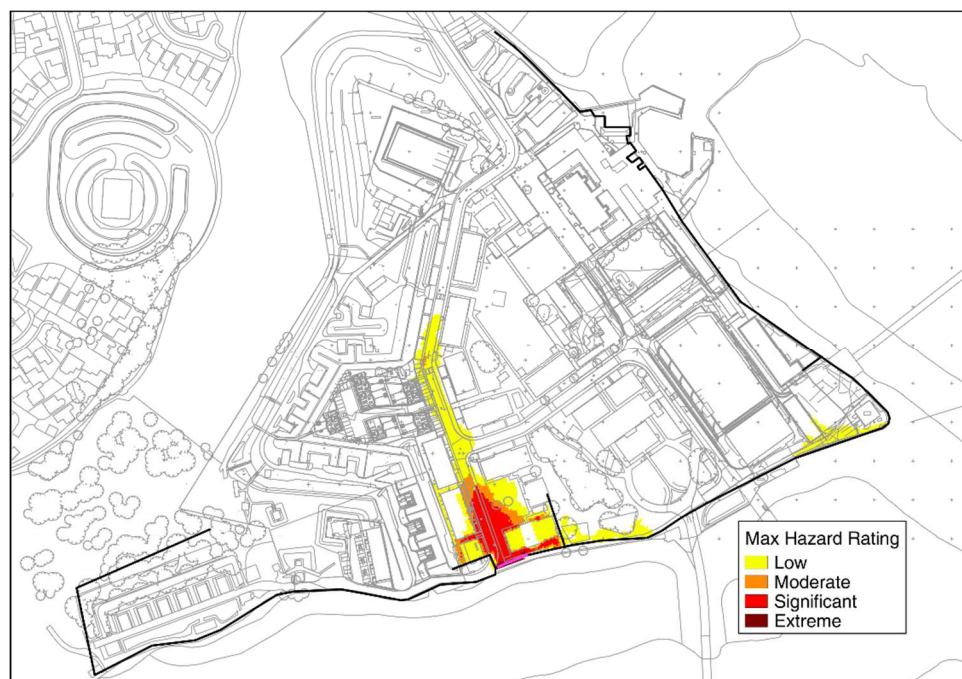 Max Hazard Rating
Low
Moderate
Significant
Extreme